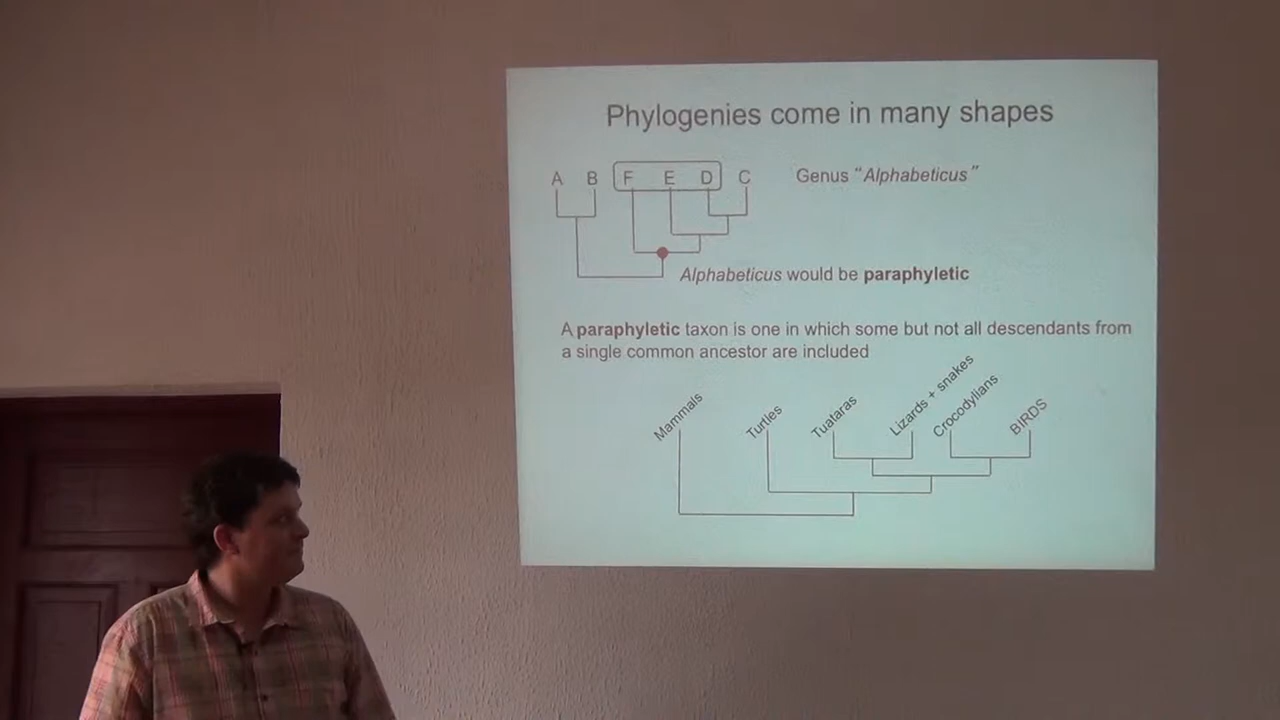 Phylogenies come in many shapes
A B F E D C
Genus “Alphabeticus”
Alphabeticus would be paraphyletic
A paraphyletic taxon is one in which some but not all descendants from
a single common ancestor are included
Mammals
Turtles
Tuataras
Lizards + snakes
Crocodylians
BIRDS